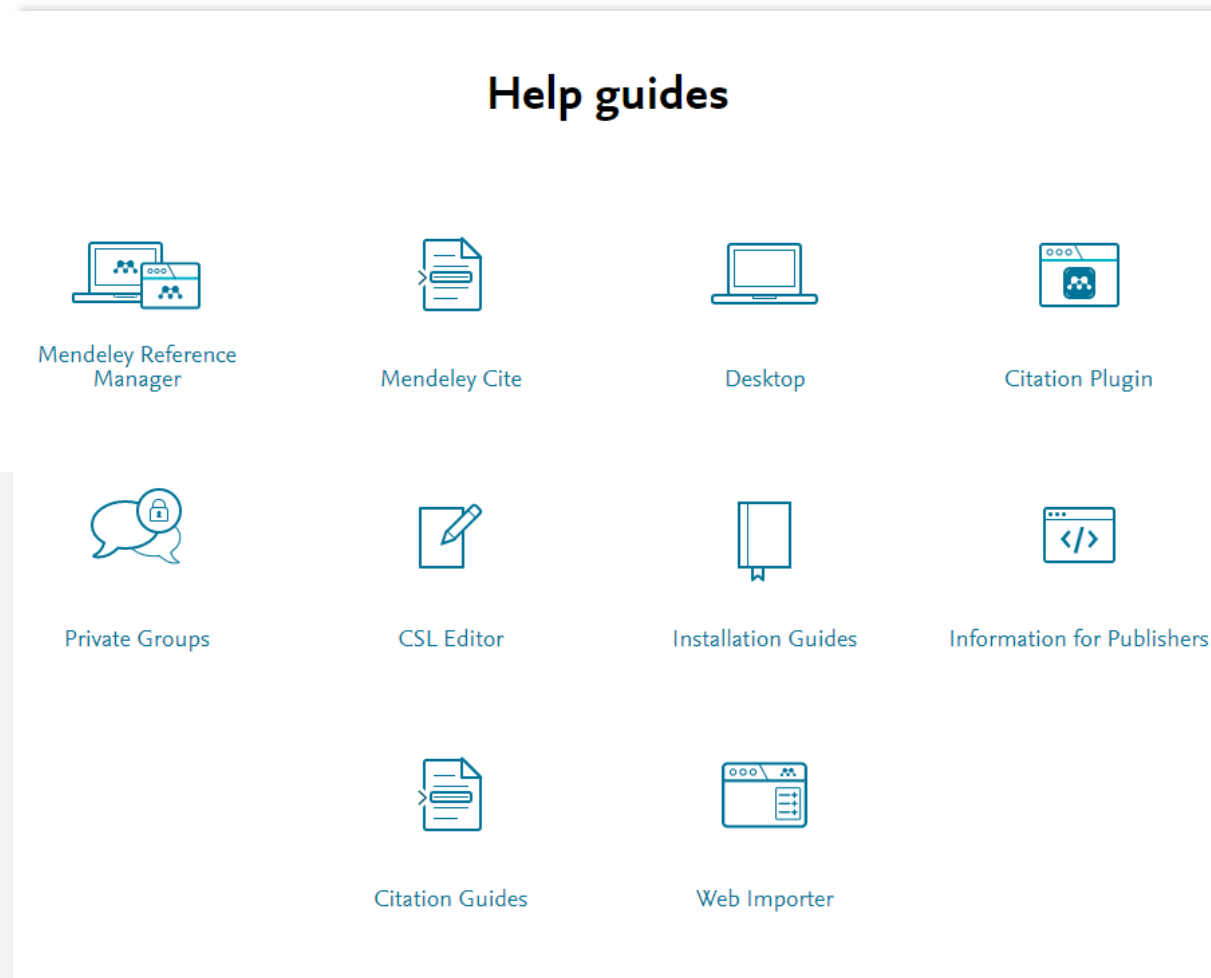 Help guides
Mendeley Reference
Manager
Mendeley Cite
Desktop
Citation Plugin
Private Groups
CSL Editor
Installation Guides
Information for Publishers
Citation Guides
Web Importer